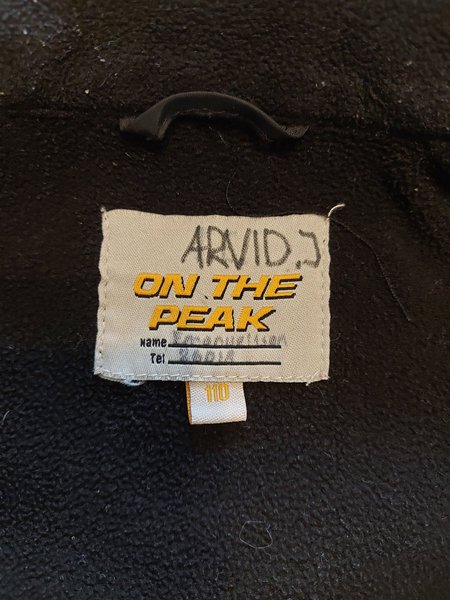 ARVID.J
ON THE
PEAK
Name
Tel
110